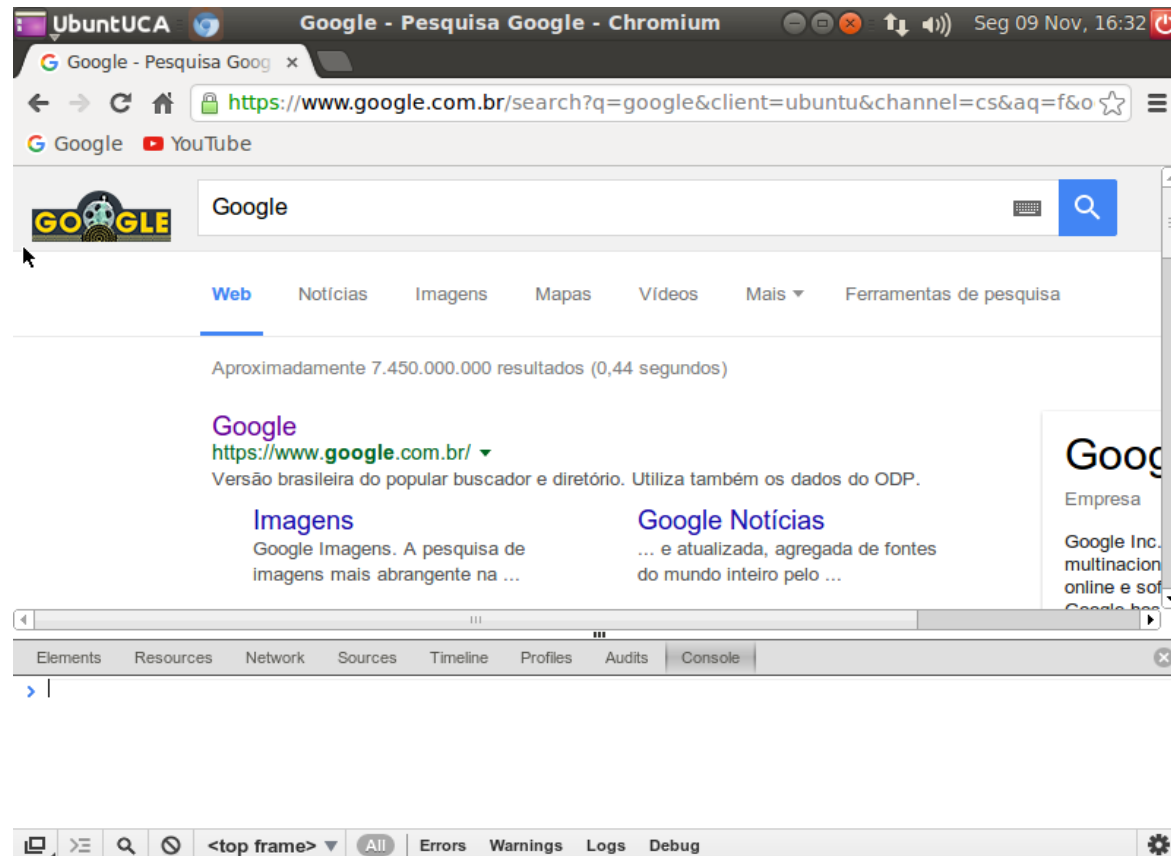 UbuntUCA Google - Pesquisa Google - Chromium Seg 09 Nov, 16:32
Google - Pesquisa Goog
https://www.google.com.br/search?q=google&client=ubuntu&channel=cs&aq=f&o
Google YouTube
GOOGLE Google
Web Notícias Imagens Mapas Vídeos Mais Ferramentas de pesquisa
Aproximadamente 7.450.000.000 resultados (0,44 segundos)
Google
https://www.google.com.br/
Versão brasileira do popular buscador e diretório. Utiliza também os dados do ODP.
Imagens
Google Imagens. A pesquisa de
imagens mais abrangente na ...
Google Notícias
... e atualizada, agregada de fontes
do mundo inteiro pelo ...
Goog
Empresa
Google Inc.
multinacion
online e sof
Elements Resources Network Sources Timeline Profiles Audits Console
<top frame> All Errors Warnings Logs Debug